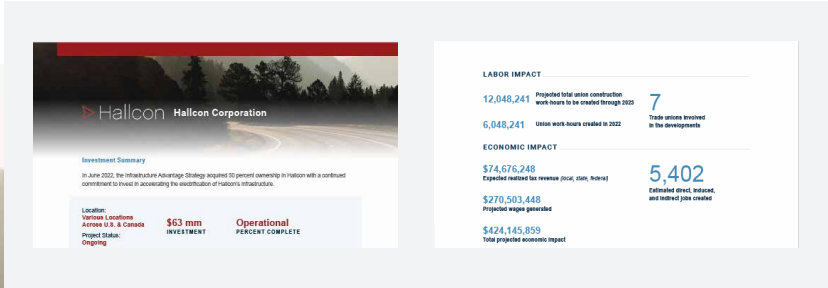 Hallcon Hallcon Corporation
Investment Summary
In June 2022, the Infrastructure Advantage Strategy acquired 50 percent ownership in Hallcon with a continued
commitment to invest in accelerating the electrification of Hallcon's infrastructure.
Location:
Various Locations
Across U.S. & Canada
Project Status:
Ongoing
$63 mm
INVESTMENT
Operational
PERCENT COMPLETE
LABOR IMPACT
12,048,241
Projected total union construction
work-hours to be created through 2023
6,048,241
Union work-hours created in 2022
7
Trade unions involved
in the developments
ECONOMIC IMPACT
$74,676,248
Expected realized tax revenue (local, state, federal)
$270,503,448
Projected wages generated
$424,145,859
Total projected economic impact
5,402
Estimated direct, induced,
and indirect jobs created